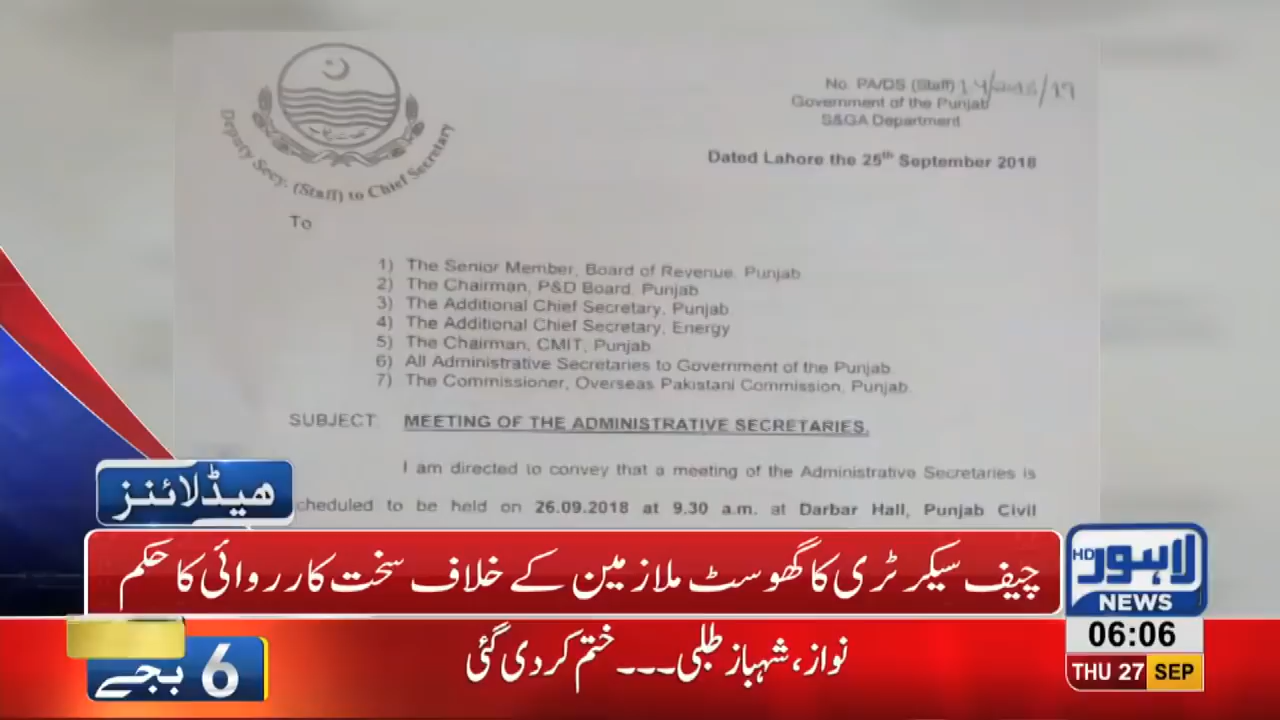 Deputy Secy. (Staff) to Chief Secretary
No. PA/DS (Staff)
Government of the Punjab
S&GA Department
Dated Lahore the 25th September 2018
To
1) The Senior Member, Board of Revenue, Punjab
2) The Chairman, P&D Board, Punjab
3) The Additional Chief Secretary, Punjab
4) The Additional Chief Secretary, Energy
5) The Chairman, CMIT, Punjab
6) All Administrative Secretaries to Government of the Punjab
7) The Commissioner, Overseas Pakistani Commission, Punjab.
SUBJECT: MEETING OF THE ADMINISTRATIVE SECRETARIES.
I am directed to convey that a meeting of the Administrative Secretaries is
cheduled to be held on 26.09.2018 at 9.30 a.m. at Darbar Hall, Punjab Civil
ہیڈلائنز
چیف سیکرٹری کا گھوسٹ ملازمین کے خلاف سخت کارروائی کا حکم
HD لاہور
NEWS
06:06
THU 27 SEP
نواز، شہباز طلبی ۔۔۔ ختم کردی گئی
6 بجے